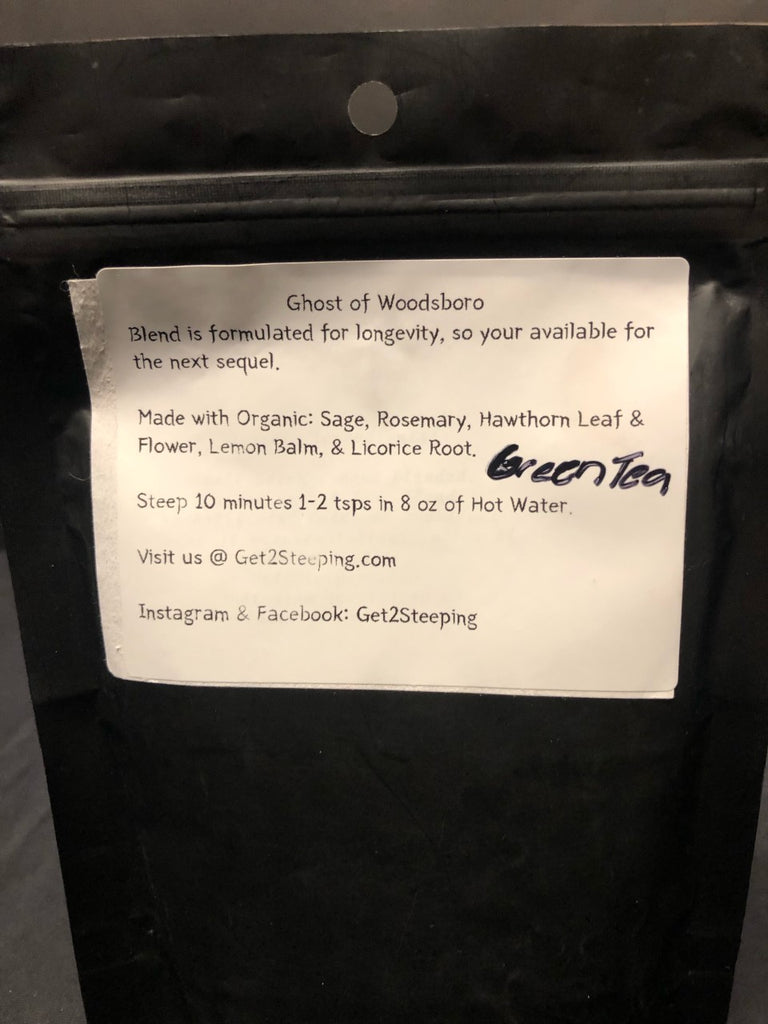 Ghost of Woodsboro
Blend is formulated for longevity, so your available for
the next sequel.
Made with Organic: Sage, Rosemary, Hawthorn Leaf &
Flower, Lemon Balm, & Licorice Root. Green Tea
Steep 10 minutes 1-2 tsps in 8 oz of Hot Water.
Visit us @ Get2Steeping.com
Instagram & Facebook: Get2Steeping